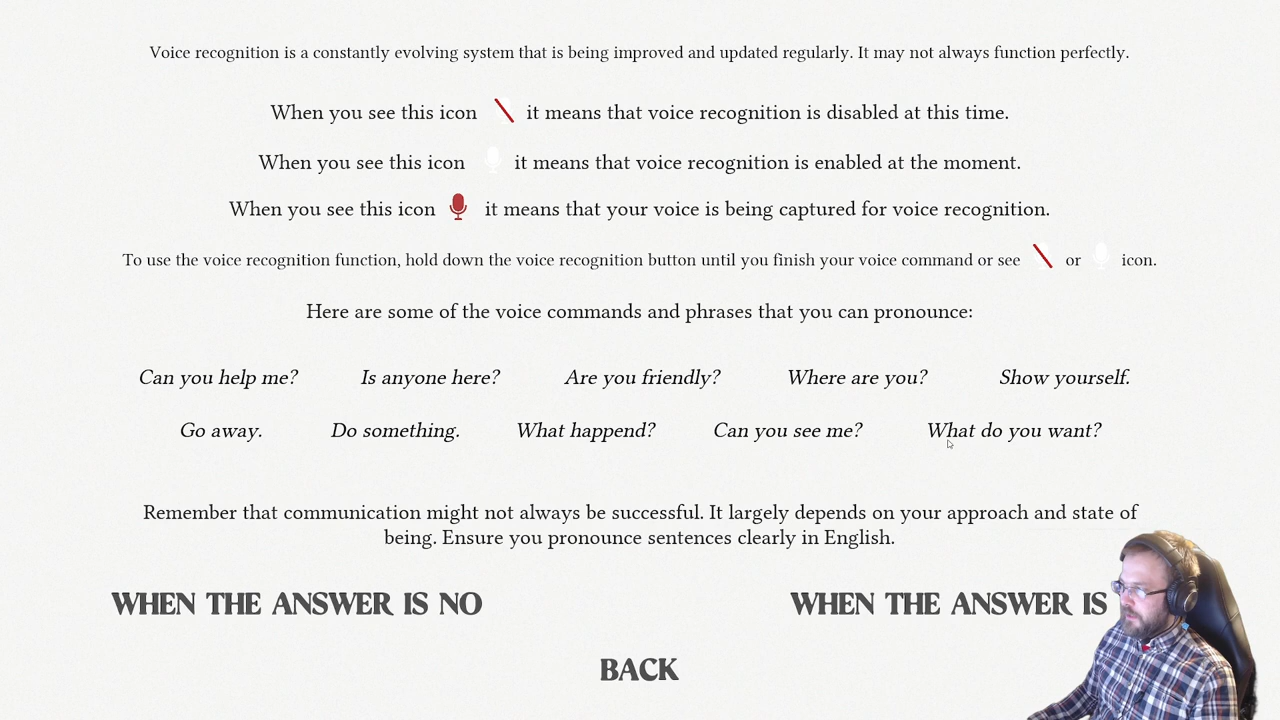 Voice recognition is a constantly evolving system that is being improved and updated regularly. It may not always function perfectly.
When you see this icon it means that voice recognition is disabled at this time.
When you see this icon it means that voice recognition is enabled at the moment.
When you see this icon it means that your voice is being captured for voice recognition.
To use the voice recognition function, hold down the voice recognition button until you finish your voice command or see or icon.
Here are some of the voice commands and phrases that you can pronounce:
Can you help me? Is anyone here? Are you friendly? Where are you? Show yourself.
Go away. Do something. What happend? Can you see me? What do you want?
Remember that communication might not always be successful. It largely depends on your approach and state of
being. Ensure you pronounce sentences clearly in English.
WHEN THE ANSWER IS NO WHEN THE ANSWER IS
BACK